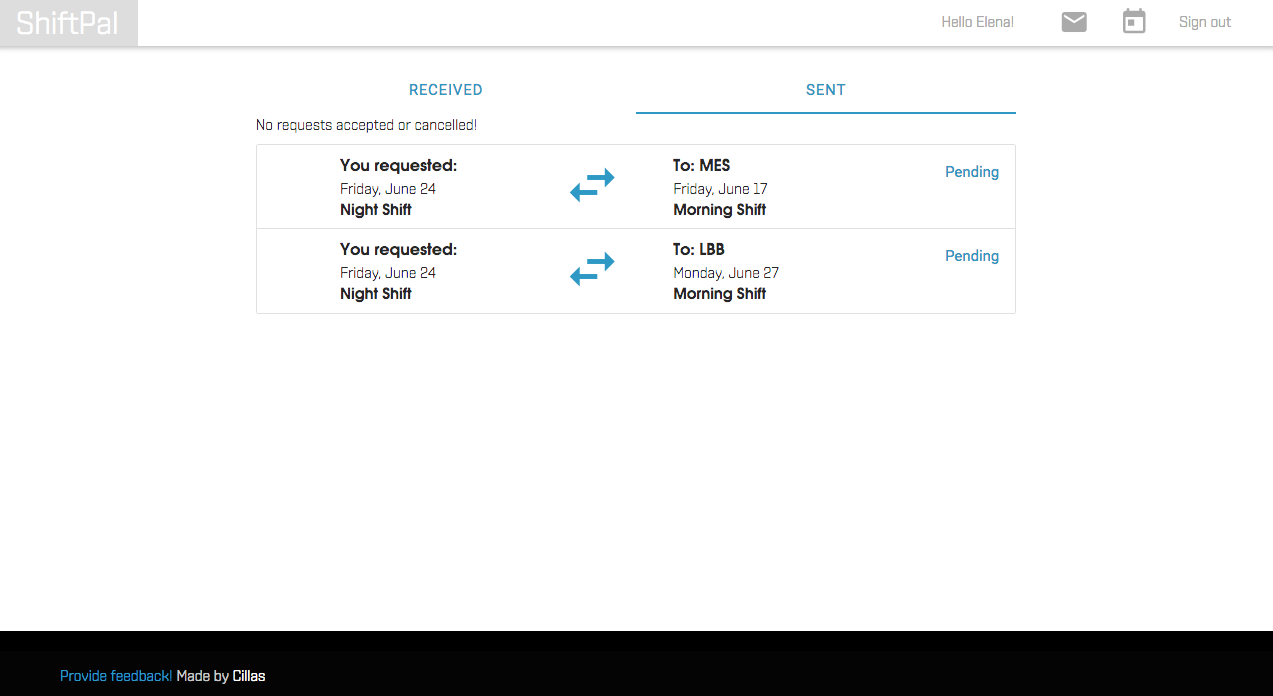 ShiftPal
Hello Elena!
Sign out
RECEIVED
SENT
No requests accepted or cancelled!
You requested:
Friday, June 24
Night Shift
To: MES
Friday, June 17
Morning Shift
Pending
You requested:
Friday, June 24
Night Shift
To: LBB
Monday, June 27
Morning Shift
Pending
Provide feedback! Made by Cillas